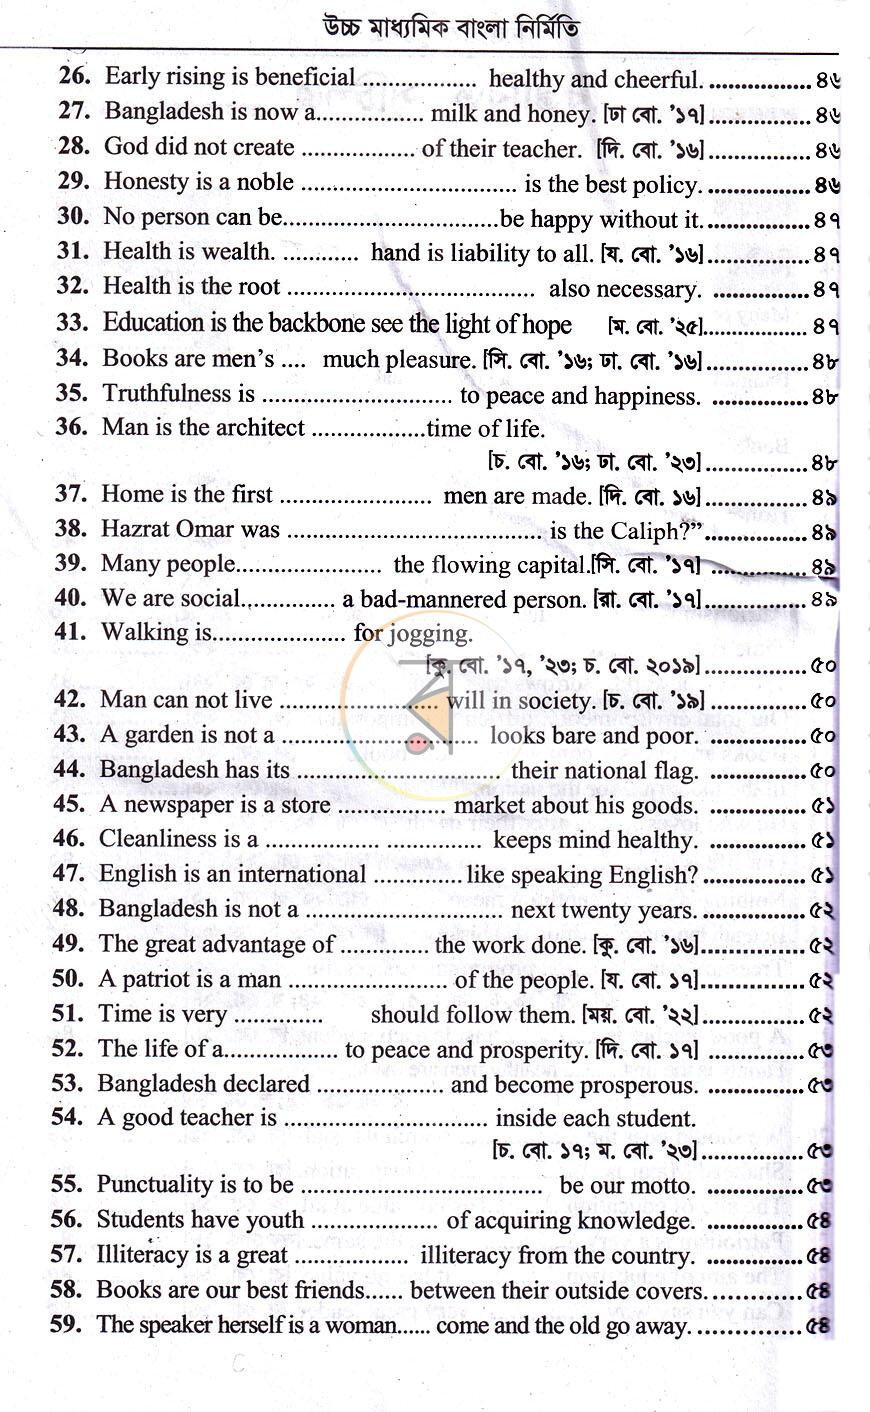 উচ্চ মাধ্যমিক বাংলা নির্মিতি
26. Early rising is beneficial .................. healthy and cheerful. ................ ৪৬
27. Bangladesh is now a................. milk and honey. [ঢা বো. ’১৭] ................ ৪৬
28. God did not create .................. of their teacher. [দি. বো. ’১৬] ................ ৪৬
29. Honesty is a noble .................................. is the best policy. ................ ৪৬
30. No person can be..................................be happy without it. ................. ৪৭
31. Health is wealth. ............ hand is liability to all. [য. বো. ’১৬]................ ৪৭
32. Health is the root ....................................... also necessary. ............... ৪৭
33. Education is the backbone see the light of hope [ম. বো. ’২৫]................ ৪৭
34. Books are men’s .... much pleasure. [সি. বো. ’১৬; ঢা. বো. ’১৬]................ ৪৮
35. Truthfulness is .............................. to peace and happiness. ............... ৪৮
36. Man is the architect ..................time of life.
[চ. বো. ’১৬; ঢা. বো. ’২৩]................ ৪৮
37. Home is the first ........................ men are made. [দি. বো. ১৬]................ ৪৯
38. Hazrat Omar was ........................................ is the Caliph?”................ ৪৯
39. Many people....................... the flowing capital.[সি. বো. ’১৭] ............... ৪৯
40. We are social............... a bad-mannered person. [রা. বো. ’১৭]................ ৪৯
41. Walking is..................... for jogging.
[কু. বো. ’১৭, ’২৩; চ. বো. ২০১৯]................ ৫০
42. Man can not live ......................... will in society. [চ. বো. ’১৯] ............... ৫০
43. A garden is not a ............................... looks bare and poor. ............... ৫০
44. Bangladesh has its ................................ their national flag. ............... ৫০
45. A newspaper is a store .................. market about his goods. ............... ৫১
46. Cleanliness is a .................. ............... keeps mind healthy. ............... ৫১
47. English is an international .............. like speaking English? ................ ৫১
48. Bangladesh is not a ............................... next twenty years. ................ ৫২
49. The great advantage of .............. the work done. [কু. বো. ’১৬]................ ৫২
50. A patriot is a man ......................... of the people. [য. বো. ১৭]................ ৫২
51. Time is very .............. should follow them. [ময়. বো. ’২২]................ ৫২
52. The life of a.................. to peace and prosperity. [দি. বো. ১৭] ............... ৫৩
53. Bangladesh declared .................... and become prosperous. ............... ৫৩
54. A good teacher is ................................ inside each student.
[চ. বো. ১৭; ম. বো. ’২৩]................ ৫৩
55. Punctuality is to be ...................................... be our motto. ............... ৫৩
56. Students have youth .................... of acquiring knowledge. ............... ৫৪
57. Illiteracy is a great .................. illiteracy from the country. ............... ৫৪
58. Books are our best friends...... between their outside covers. .............. ৫৪
59. The speaker herself is a woman...... come and the old go away. ................ ৫৪